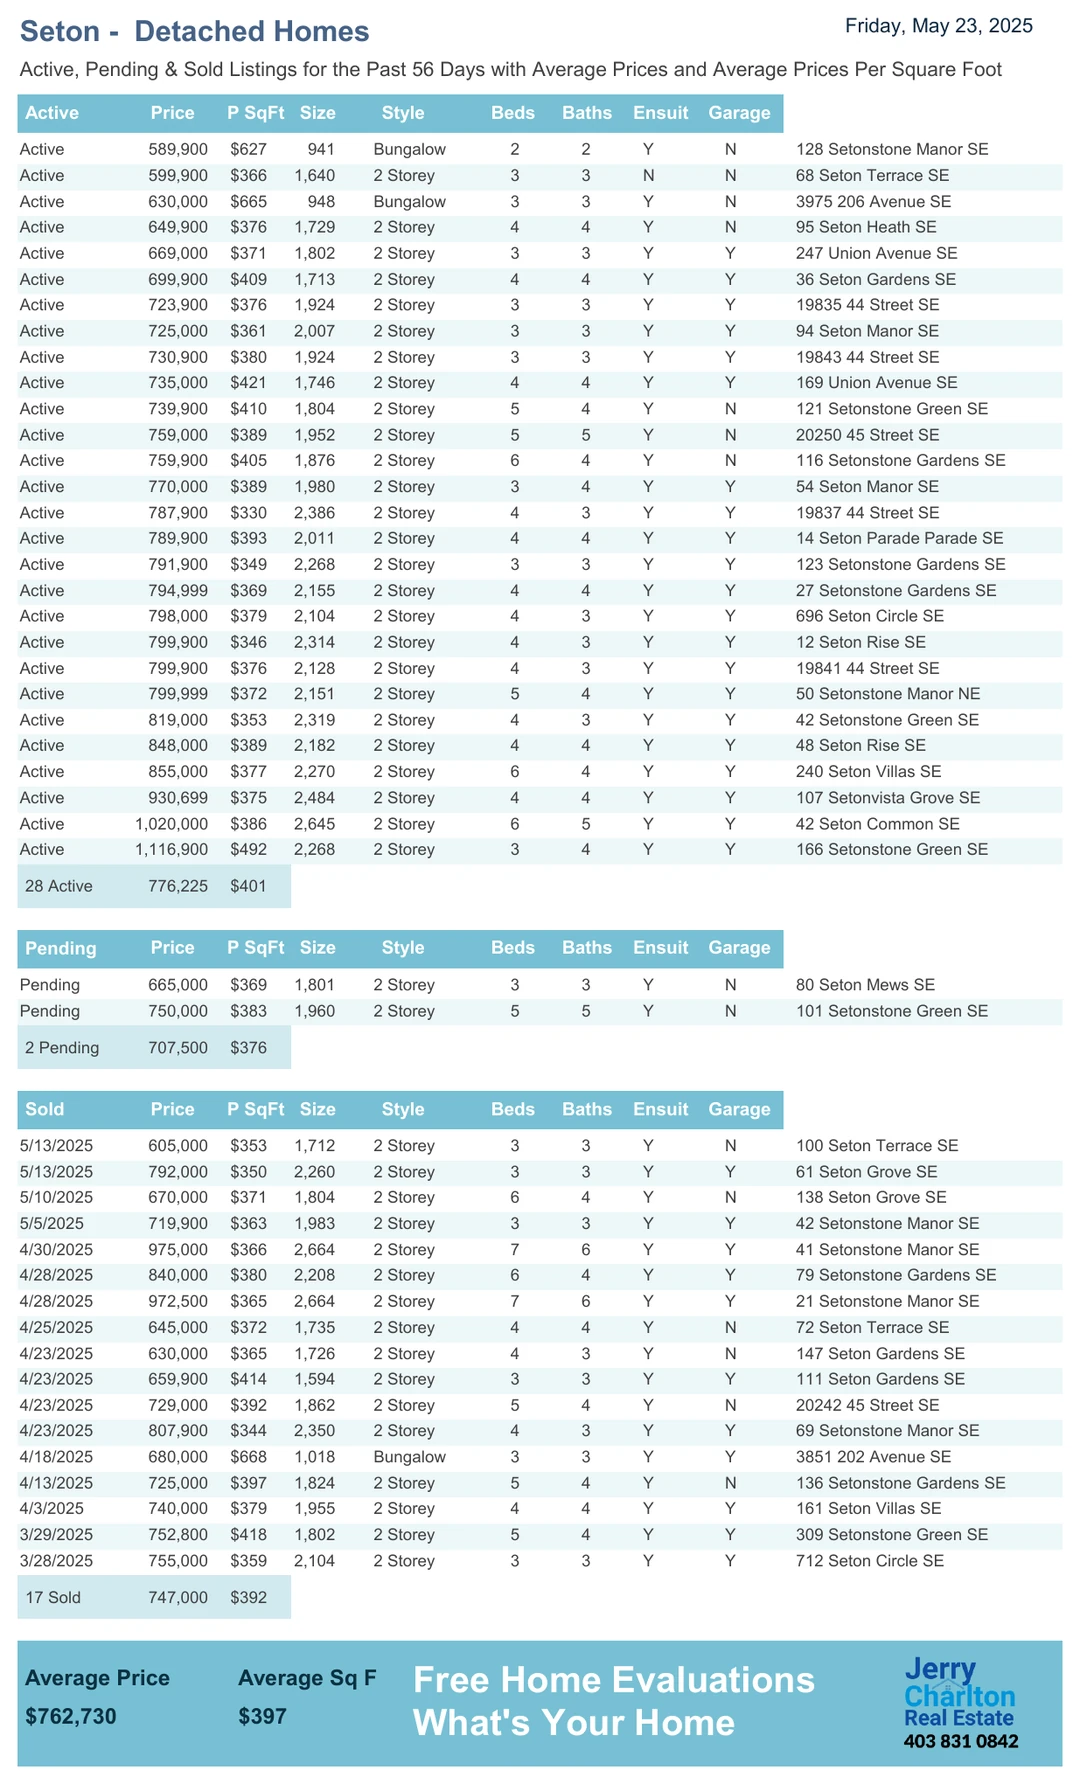 Seton -  Detached Homes
Friday, May 23, 2025
Active, Pending & Sold Listings for the Past 56 Days with Average Prices and Average Prices Per Square Foot
Active Price P SqFt Size Style Beds Baths Ensuit Garage
Active 589,900 $627 941 Bungalow 2 2 Y N 128 Setonstone Manor SE
Active 599,900 $366 1,640 2 Storey 3 3 N N 68 Seton Terrace SE
Active 630,000 $665 948 Bungalow 3 3 Y N 3975 206 Avenue SE
Active 649,900 $376 1,729 2 Storey 4 4 Y N 95 Seton Heath SE
Active 669,000 $371 1,802 2 Storey 3 3 Y Y 247 Union Avenue SE
Active 699,900 $409 1,713 2 Storey 4 4 Y Y 36 Seton Gardens SE
Active 723,900 $376 1,924 2 Storey 3 3 Y Y 19835 44 Street SE
Active 725,000 $361 2,007 2 Storey 3 3 Y Y 94 Seton Manor SE
Active 730,900 $380 1,924 2 Storey 3 3 Y Y 19843 44 Street SE
Active 735,000 $421 1,746 2 Storey 4 4 Y Y 169 Union Avenue SE
Active 739,900 $410 1,804 2 Storey 5 4 Y N 121 Setonstone Green SE
Active 759,000 $389 1,952 2 Storey 5 5 Y N 20250 45 Street SE
Active 759,900 $405 1,876 2 Storey 6 4 Y N 116 Setonstone Gardens SE
Active 770,000 $389 1,980 2 Storey 3 4 Y Y 54 Seton Manor SE
Active 787,900 $330 2,386 2 Storey 4 3 Y Y 19837 44 Street SE
Active 789,900 $393 2,011 2 Storey 4 4 Y Y 14 Seton Parade Parade SE
Active 791,900 $349 2,268 2 Storey 3 3 Y Y 123 Setonstone Gardens SE
Active 794,999 $369 2,155 2 Storey 4 4 Y Y 27 Setonstone Gardens SE
Active 798,000 $379 2,104 2 Storey 4 3 Y Y 696 Seton Circle SE
Active 799,900 $346 2,314 2 Storey 4 3 Y Y 12 Seton Rise SE
Active 799,900 $376 2,128 2 Storey 4 3 Y Y 19841 44 Street SE
Active 799,999 $372 2,151 2 Storey 5 4 Y Y 50 Setonstone Manor NE
Active 819,000 $353 2,319 2 Storey 4 3 Y Y 42 Setonstone Green SE
Active 848,000 $389 2,182 2 Storey 4 4 Y Y 48 Seton Rise SE
Active 855,000 $377 2,270 2 Storey 6 4 Y Y 240 Seton Villas SE
Active 930,699 $375 2,484 2 Storey 4 4 Y Y 107 Setonvista Grove SE
Active 1,020,000 $386 2,645 2 Storey 6 5 Y Y 42 Seton Common SE
Active 1,116,900 $492 2,268 2 Storey 3 4 Y Y 166 Setonstone Green SE
28 Active 776,225 $401
Pending Price P SqFt Size Style Beds Baths Ensuit Garage
Pending 665,000 $369 1,801 2 Storey 3 3 Y N 80 Seton Mews SE
Pending 750,000 $383 1,960 2 Storey 5 5 Y N 101 Setonstone Green SE
2 Pending 707,500 $376
Sold Price P SqFt Size Style Beds Baths Ensuit Garage
5/13/2025 605,000 $353 1,712 2 Storey 3 3 Y N 100 Seton Terrace SE
5/13/2025 792,000 $350 2,260 2 Storey 3 3 Y Y 61 Seton Grove SE
5/10/2025 670,000 $371 1,804 2 Storey 6 4 Y N 138 Seton Grove SE
5/5/2025 719,900 $363 1,983 2 Storey 3 3 Y Y 42 Setonstone Manor SE
4/30/2025 975,000 $366 2,664 2 Storey 7 6 Y Y 41 Setonstone Manor SE
4/28/2025 840,000 $380 2,208 2 Storey 6 4 Y Y 79 Setonstone Gardens SE
4/28/2025 972,500 $365 2,664 2 Storey 7 6 Y Y 21 Setonstone Manor SE
4/25/2025 645,000 $372 1,735 2 Storey 4 4 Y N 72 Seton Terrace SE
4/23/2025 630,000 $365 1,726 2 Storey 4 3 Y N 147 Seton Gardens SE
4/23/2025 659,900 $414 1,594 2 Storey 3 3 Y Y 111 Seton Gardens SE
4/23/2025 729,000 $392 1,862 2 Storey 5 4 Y N 20242 45 Street SE
4/23/2025 807,900 $344 2,350 2 Storey 4 3 Y Y 69 Setonstone Manor SE
4/18/2025 680,000 $668 1,018 Bungalow 3 3 Y Y 3851 202 Avenue SE
4/13/2025 725,000 $397 1,824 2 Storey 5 4 Y N 136 Setonstone Gardens SE
4/3/2025 740,000 $379 1,955 2 Storey 4 4 Y Y 161 Seton Villas SE
3/29/2025 752,800 $418 1,802 2 Storey 5 4 Y Y 309 Setonstone Green SE
3/28/2025 755,000 $359 2,104 2 Storey 3 3 Y Y 712 Seton Circle SE
17 Sold 747,000 $392
Average Price Average Sq F
$762,730 $397
Free Home Evaluations
What's Your Home
Jerry
Charlton
Real Estate
403 831 0842